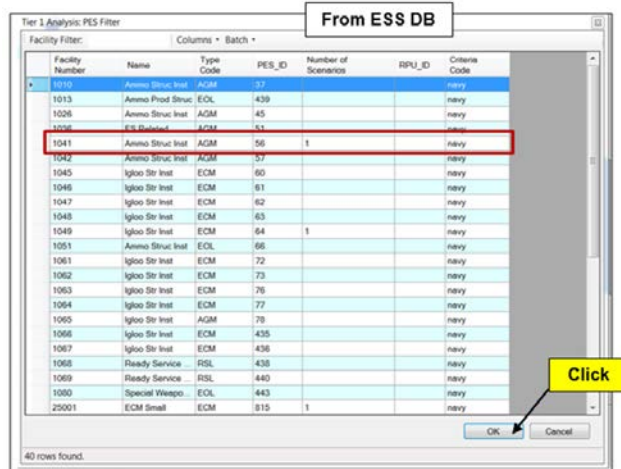 Tier 1 Analysis: PES Filter
From ESS DB
Facility Filter: Columns Batch
Facility Number Name Type Code PES_ID Number of Scenarios RPU_ID Criteria Code
1010 Ammo Struc Inst AGM 37 navy
1013 Ammo Prod Struc EOL 439 navy
1026 Ammo Struc Inst AGM 45 navy
1036 ES Related AGM 51 navy
1041 Ammo Struc Inst AGM 56 1 navy
1042 Ammo Struc Inst AGM 57 navy
1045 Igloo Str Inst ECM 60 navy
1046 Igloo Str Inst ECM 61 navy
1047 Igloo Str Inst ECM 62 navy
1048 Igloo Str Inst ECM 63 navy
1049 Igloo Str Inst ECM 64 1 navy
1051 Ammo Struc Inst EOL 66 navy
1061 Igloo Str Inst ECM 72 navy
1062 Igloo Str Inst ECM 73 navy
1063 Igloo Str Inst ECM 76 navy
1064 Igloo Str Inst ECM 77 navy
1065 Igloo Str Inst AGM 78 navy
1066 Igloo Str Inst ECM 435 navy
1067 Igloo Str Inst ECM 436 navy
1068 Ready Service ... RSL 438 navy
1069 Ready Service ... RSL 440 navy
1080 Special Weapo... EOL 443 navy
25001 ECM Small ECM 815 1 navy
Click
OK Cancel
40 rows found.